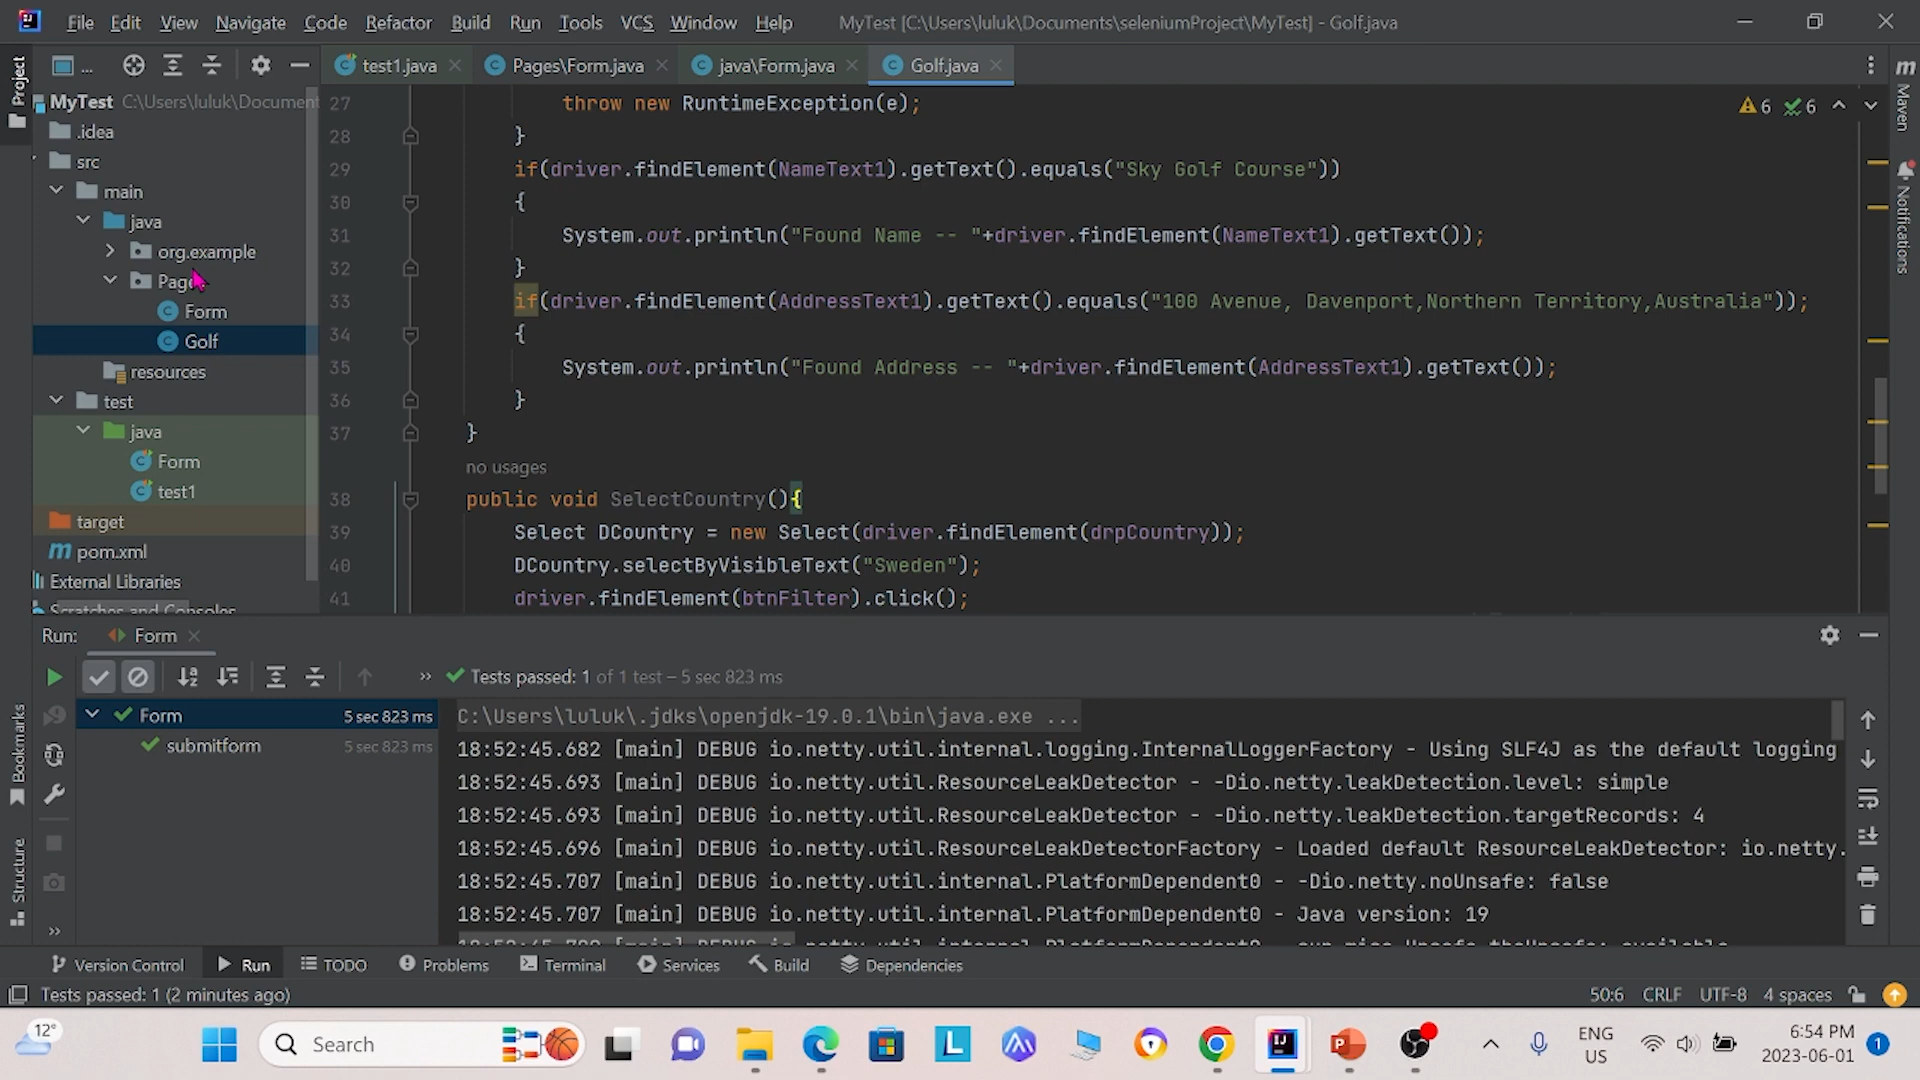 File Edit View Navigate Code Refactor Build Run Tools VCS Window Help MyTest [C:\Users\luluk\Documents\seleniumProject\MyTest] - Golf.java
Project
...
test1.java
Pages\Form.java
java\Form.java
Golf.java
MyTest C:\Users\luluk\Document
.idea
src
main
java
org.example
Form
Golf
resources
test
java
Form
test1
target
pom.xml
External Libraries
Scratches and Consoles
27 throw new RuntimeException(e);
28 }
29 if(driver.findElement(NameText1).getText().equals("Sky Golf Course"))
30 {
31 System.out.println("Found Name -- "+driver.findElement(NameText1).getText());
32 }
33 if(driver.findElement(AddressText1).getText().equals("100 Avenue, Davenport,Northern Territory,Australia"));
34 {
35 System.out.println("Found Address -- "+driver.findElement(AddressText1).getText());
36 }
37 }
no usages
38 public void SelectCountry(){
39 Select DCountry = new Select(driver.findElement(drpCountry));
40 DCountry.selectByVisibleText("Sweden");
41 driver.findElement(btnFilter).click();
6 6
m
Maven
Notifications
Run: Form
Tests passed: 1 of 1 test – 5 sec 823 ms
Form 5 sec 823 ms
submitform 5 sec 823 ms
C:\Users\luluk\.jdks\openjdk-19.0.1\bin\java.exe ...
18:52:45.682 [main] DEBUG io.netty.util.internal.logging.InternalLoggerFactory - Using SLF4J as the default logging
18:52:45.693 [main] DEBUG io.netty.util.ResourceLeakDetector - -Dio.netty.leakDetection.level: simple
18:52:45.693 [main] DEBUG io.netty.util.ResourceLeakDetector - -Dio.netty.leakDetection.targetRecords: 4
18:52:45.696 [main] DEBUG io.netty.util.ResourceLeakDetectorFactory - Loaded default ResourceLeakDetector: io.netty.
18:52:45.707 [main] DEBUG io.netty.util.internal.PlatformDependent0 - -Dio.netty.noUnsafe: false
18:52:45.707 [main] DEBUG io.netty.util.internal.PlatformDependent0 - Java version: 19
Bookmarks
Structure
Version Control Run TODO Problems Terminal Services Build Dependencies
Tests passed: 1 (2 minutes ago)
50:6 CRLF UTF-8 4 spaces
12°
Search
ENG
US
6:54 PM
2023-06-01
1